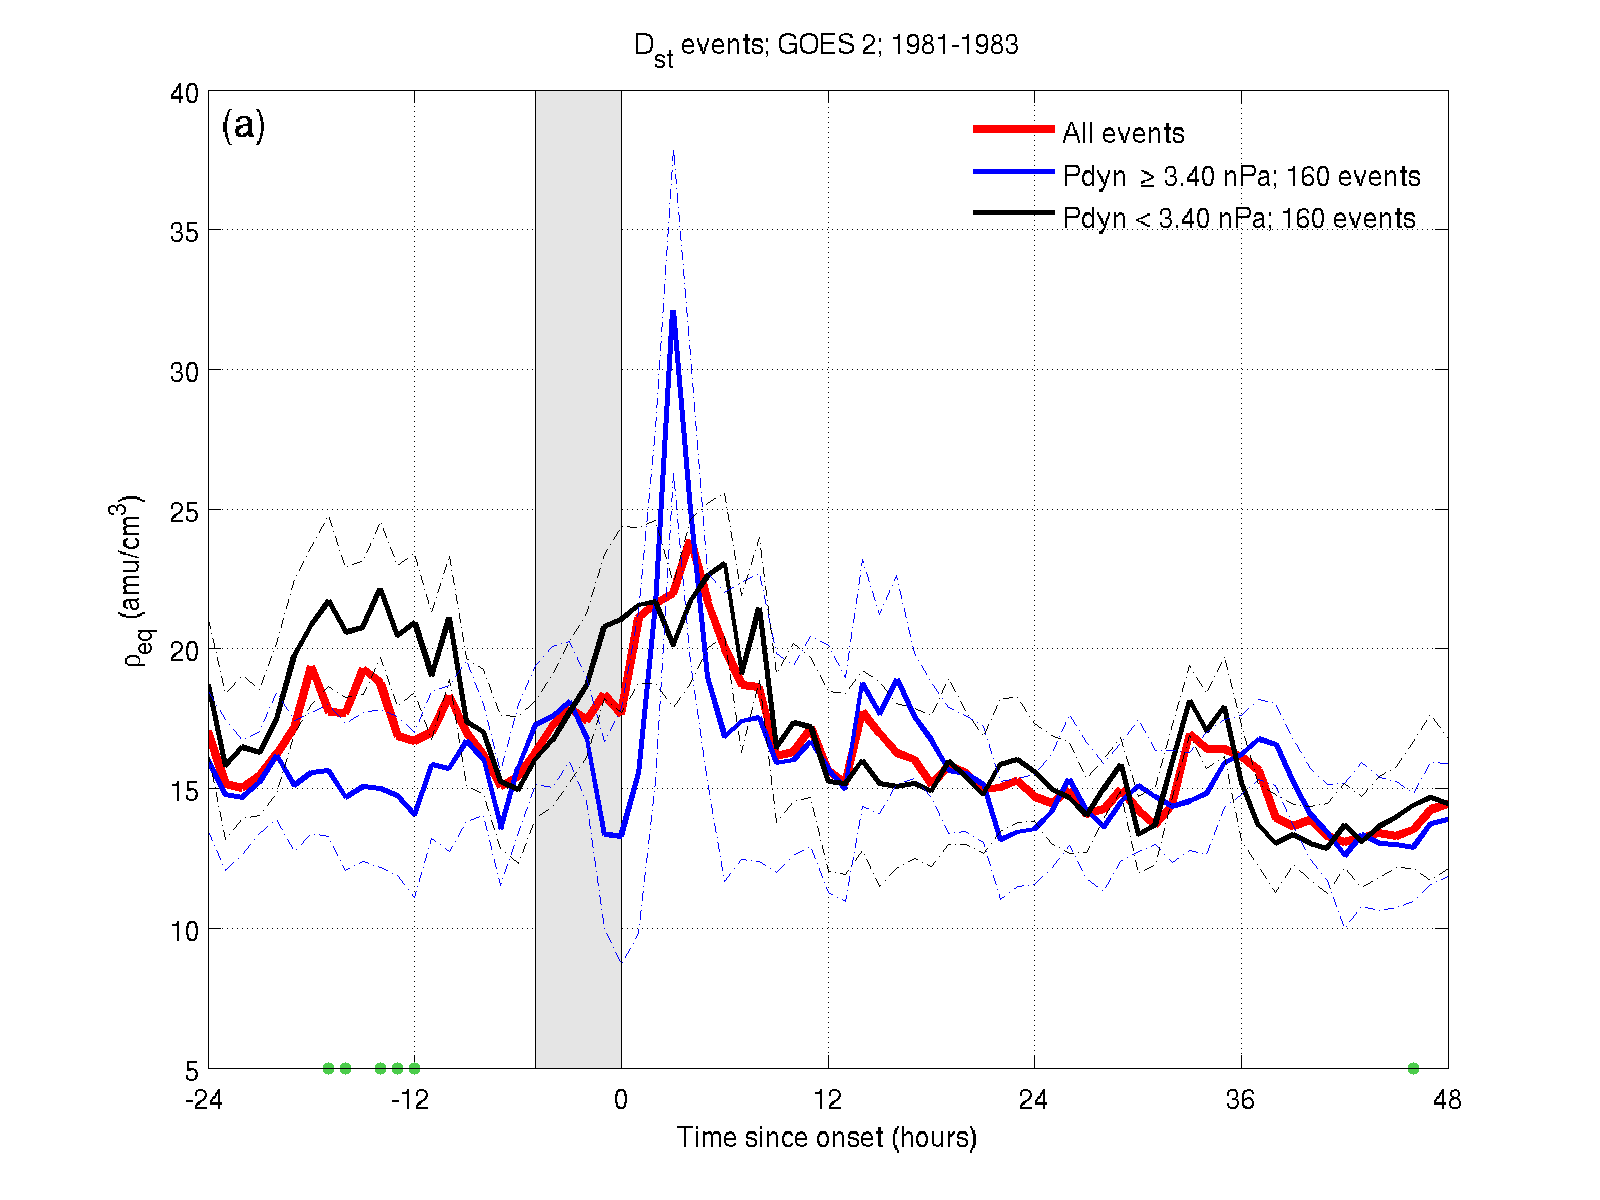 D_st events; GOES 2; 1981-1983
(a)
All events
Pdyn ≥ 3.40 nPa; 160 events
Pdyn < 3.40 nPa; 160 events
40
35
30
25
20
15
10
5
ρ_eq (amu/cm^3)
-24 -12 0 12 24 36 48
Time since onset (hours)